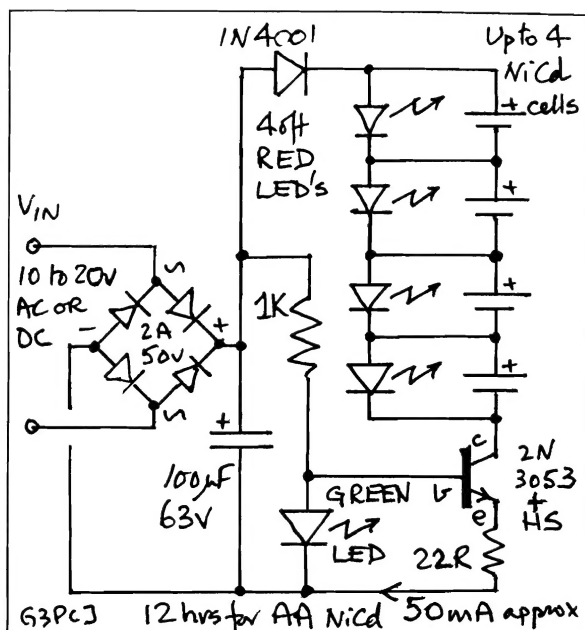 IN4001
Up to 4
NiCd
+ cells
4 off
RED
LED's
+
+
+
VIN
10 to 20v
AC OR
DC
S
-
2A
50v
+
S
1K
+
100µF
63V
GREEN
LED
b
c
e
2N
3053
+
HS
22R
G3PCJ
12 hrs for AA NiCd
50mA approx